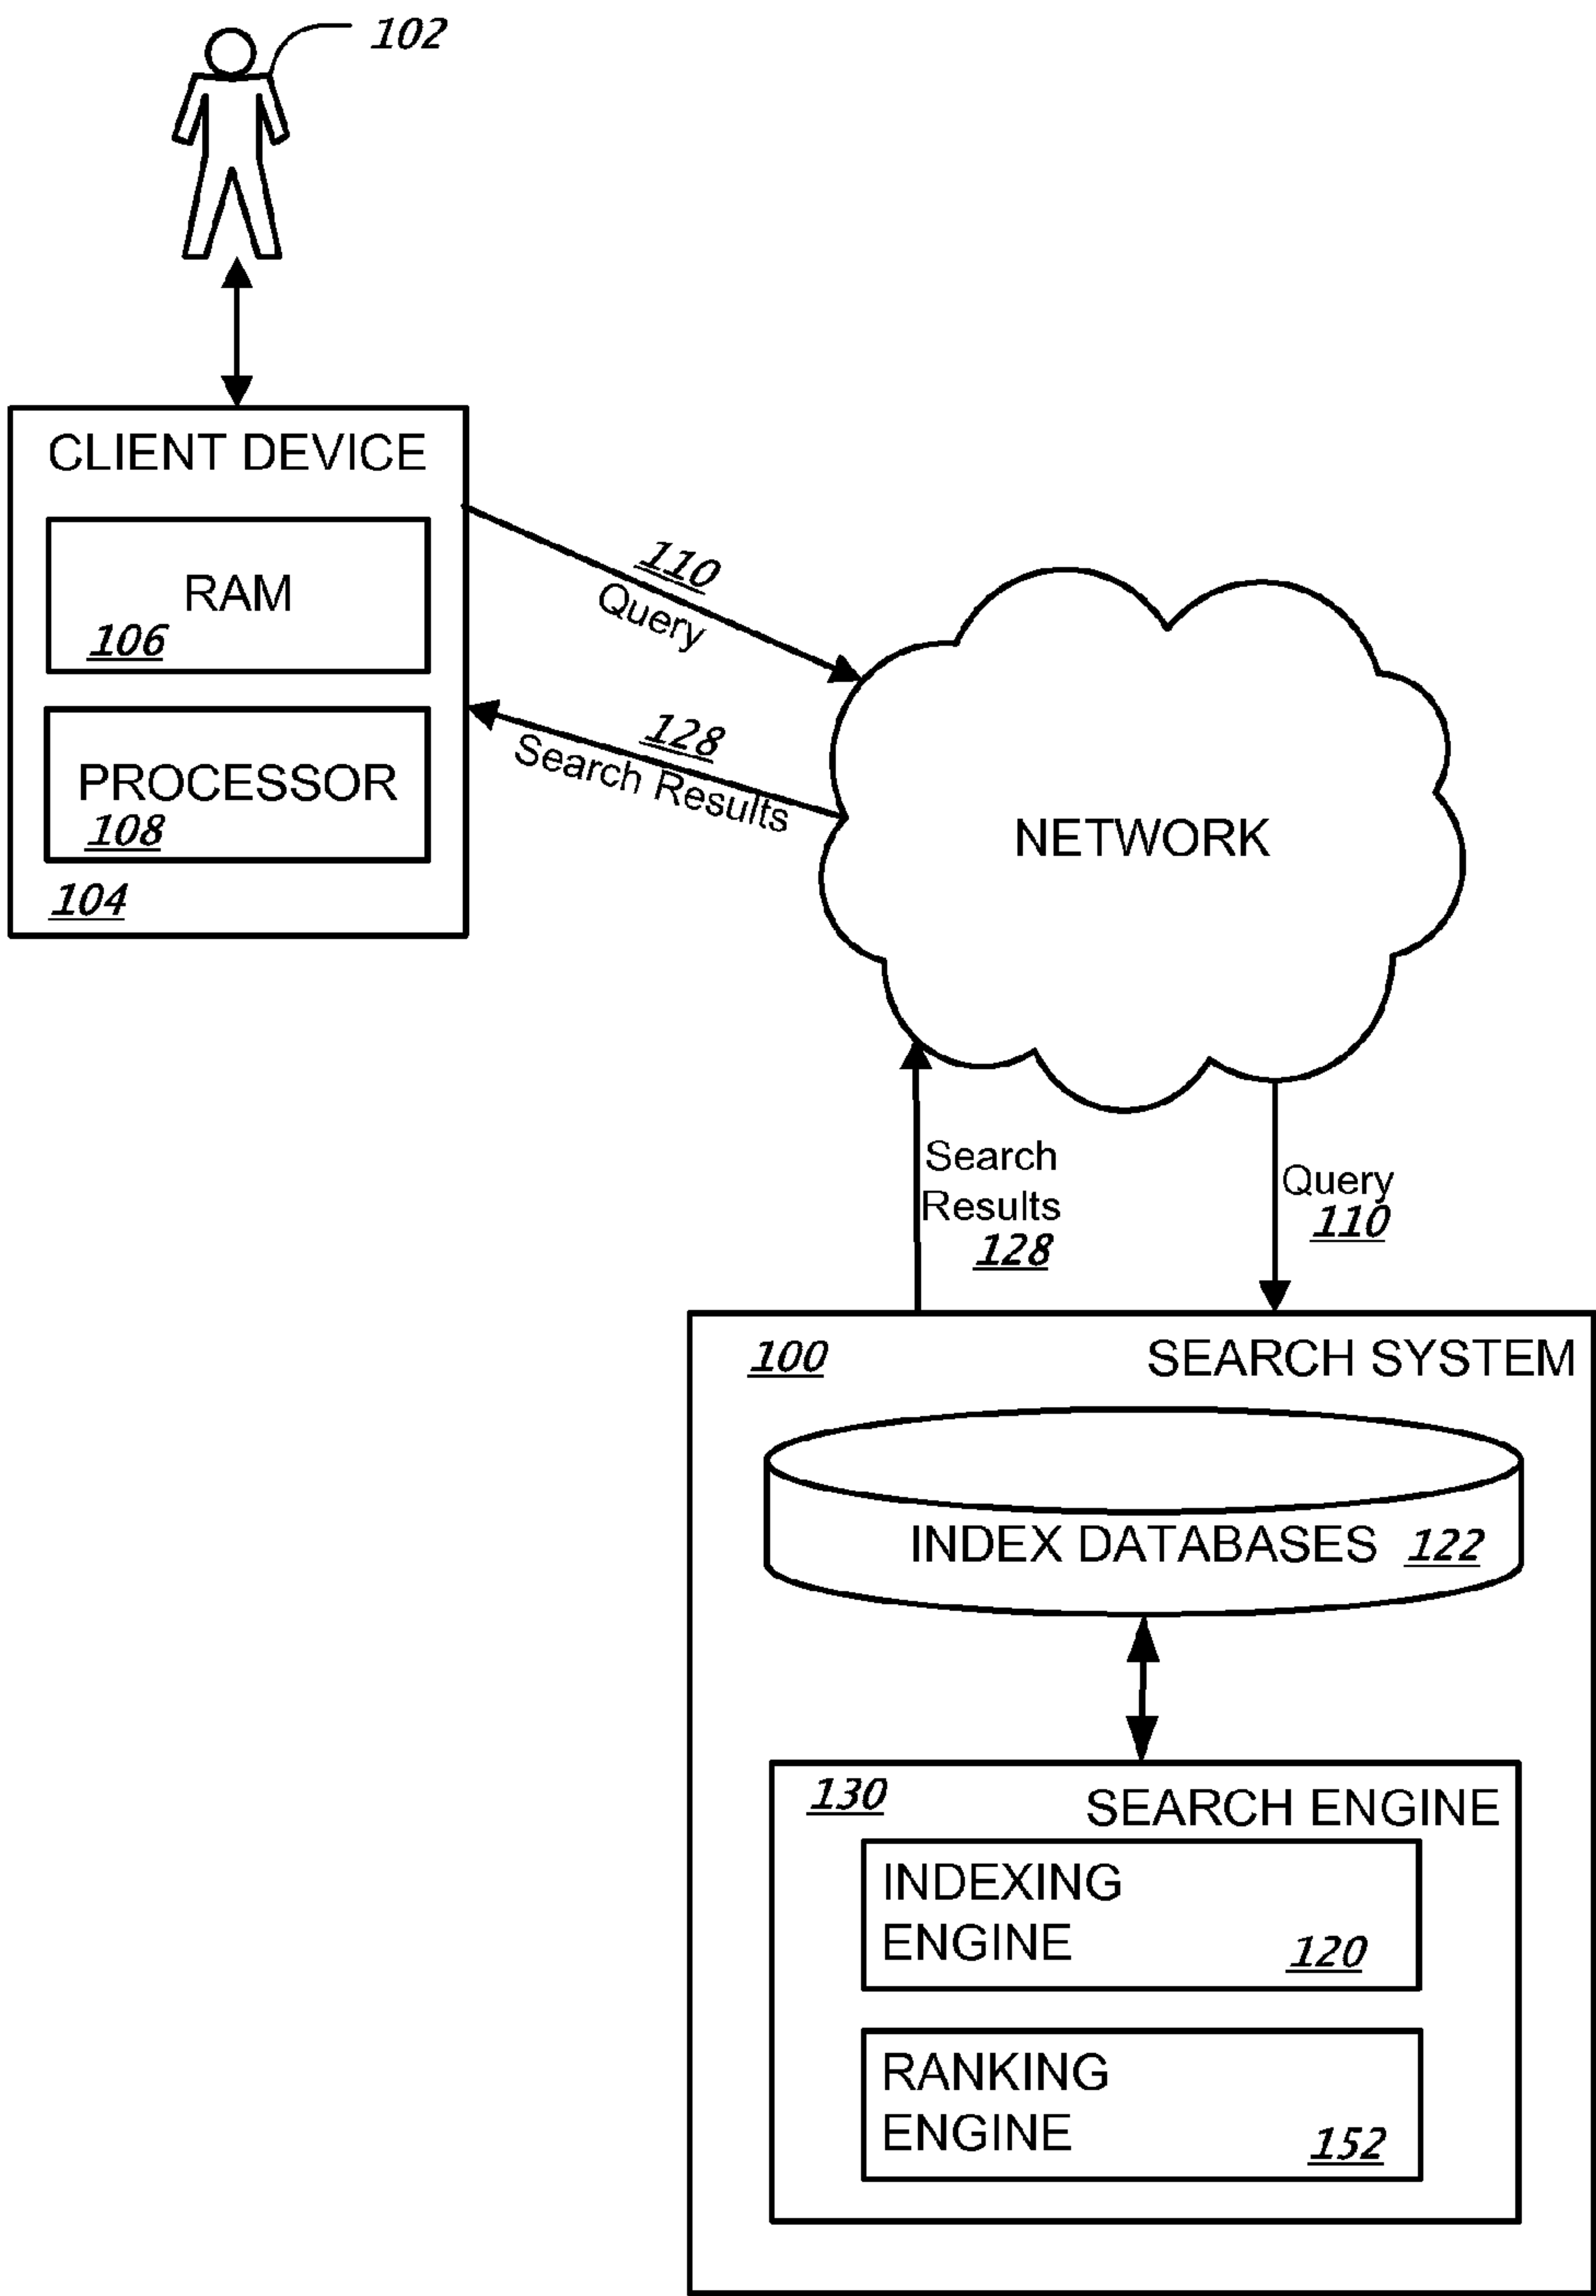 102
CLIENT DEVICE
RAM
106
PROCESSOR
108
104
110
Query
128
Search Results
NETWORK
Search
Results
128
Query
110
100
SEARCH SYSTEM
INDEX DATABASES 122
130
SEARCH ENGINE
INDEXING
ENGINE
120
RANKING
ENGINE
152